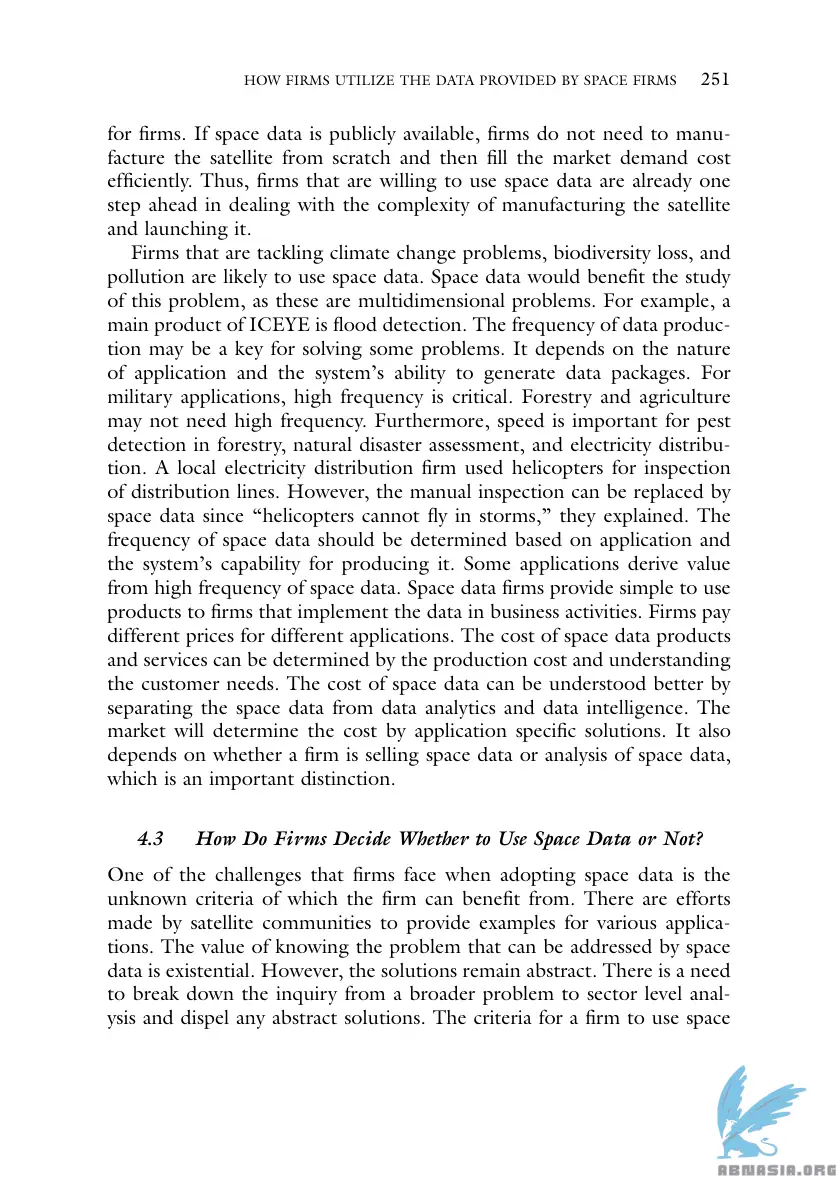 HOW FIRMS UTILIZE THE DATA PROVIDED BY SPACE FIRMS 251
for firms. If space data is publicly available, firms do not need to manu-
facture the satellite from scratch and then fill the market demand cost
efficiently. Thus, firms that are willing to use space data are already one
step ahead in dealing with the complexity of manufacturing the satellite
and launching it.
Firms that are tackling climate change problems, biodiversity loss, and
pollution are likely to use space data. Space data would benefit the study
of this problem, as these are multidimensional problems. For example, a
main product of ICEYE is flood detection. The frequency of data produc-
tion may be a key for solving some problems. It depends on the nature
of application and the system's ability to generate data packages. For
military applications, high frequency is critical. Forestry and agriculture
may not need high frequency. Furthermore, speed is important for pest
detection in forestry, natural disaster assessment, and electricity distribu-
tion. A local electricity distribution firm used helicopters for inspection
of distribution lines. However, the manual inspection can be replaced by
space data since “helicopters cannot fly in storms,” they explained. The
frequency of space data should be determined based on application and
the system's capability for producing it. Some applications derive value
from high frequency of space data. Space data firms provide simple to use
products to firms that implement the data in business activities. Firms pay
different prices for different applications. The cost of space data products
and services can be determined by the production cost and understanding
the customer needs. The cost of space data can be understood better by
separating the space data from data analytics and data intelligence. The
market will determine the cost by application specific solutions. It also
depends on whether a firm is selling space data or analysis of space data,
which is an important distinction.
4.3 How Do Firms Decide Whether to Use Space Data or Not?
One of the challenges that firms face when adopting space data is the
unknown criteria of which the firm can benefit from. There are efforts
made by satellite communities to provide examples for various applica-
tions. The value of knowing the problem that can be addressed by space
data is existential. However, the solutions remain abstract. There is a need
to break down the inquiry from a broader problem to sector level anal-
ysis and dispel any abstract solutions. The criteria for a firm to use space
ABNASIA.ORG